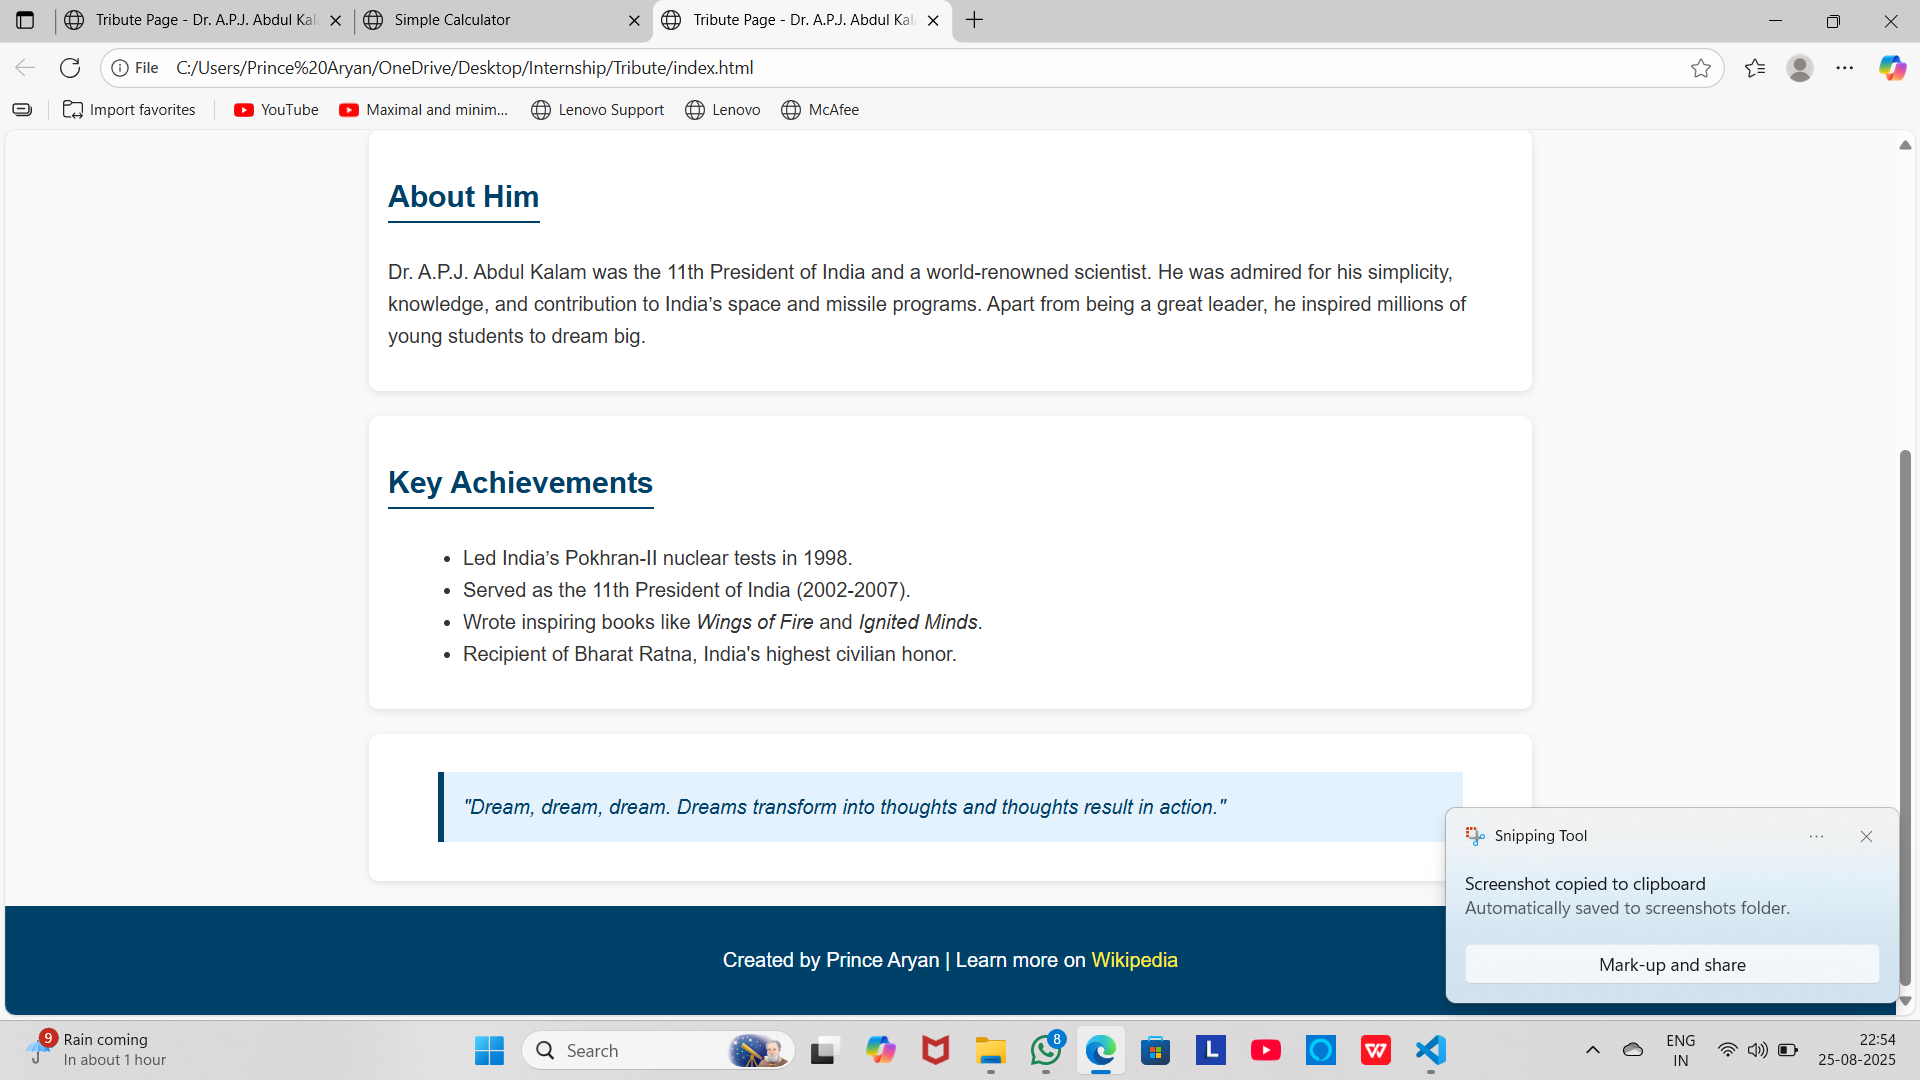 Tribute Page - Dr. A.P.J. Abdul Kal
Simple Calculator
Tribute Page - Dr. A.P.J. Abdul Kal
File
C:/Users/Prince%20Aryan/OneDrive/Desktop/Internship/Tribute/index.html
Import favorites
YouTube
Maximal and minim...
Lenovo Support
Lenovo
McAfee
About Him
Dr. A.P.J. Abdul Kalam was the 11th President of India and a world-renowned scientist. He was admired for his simplicity,
knowledge, and contribution to India’s space and missile programs. Apart from being a great leader, he inspired millions of
young students to dream big.
Key Achievements
• Led India’s Pokhran-II nuclear tests in 1998.
• Served as the 11th President of India (2002-2007).
• Wrote inspiring books like Wings of Fire and Ignited Minds.
• Recipient of Bharat Ratna, India's highest civilian honor.
"Dream, dream, dream. Dreams transform into thoughts and thoughts result in action."
Created by Prince Aryan | Learn more on Wikipedia
Snipping Tool
Screenshot copied to clipboard
Automatically saved to screenshots folder.
Mark-up and share
9
Rain coming
In about 1 hour
Search
8
L
W
ENG
IN
22:54
25-08-2025